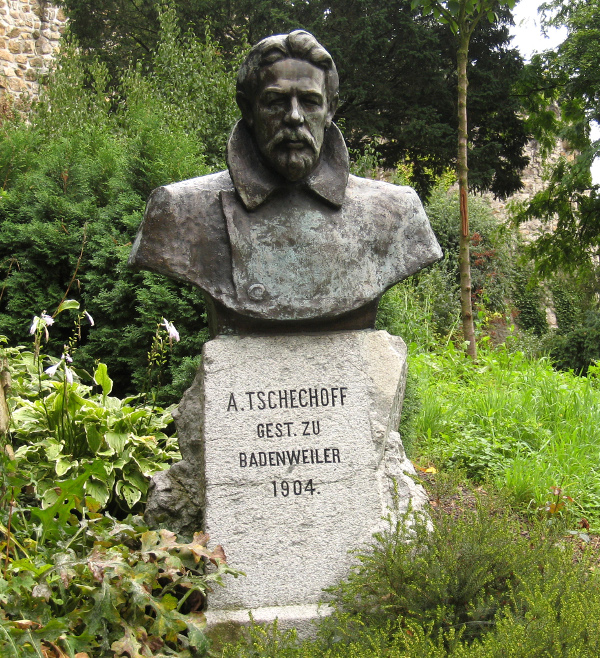 A. TSCHECHOFF
GEST. ZU
BADENWEILER
1904.